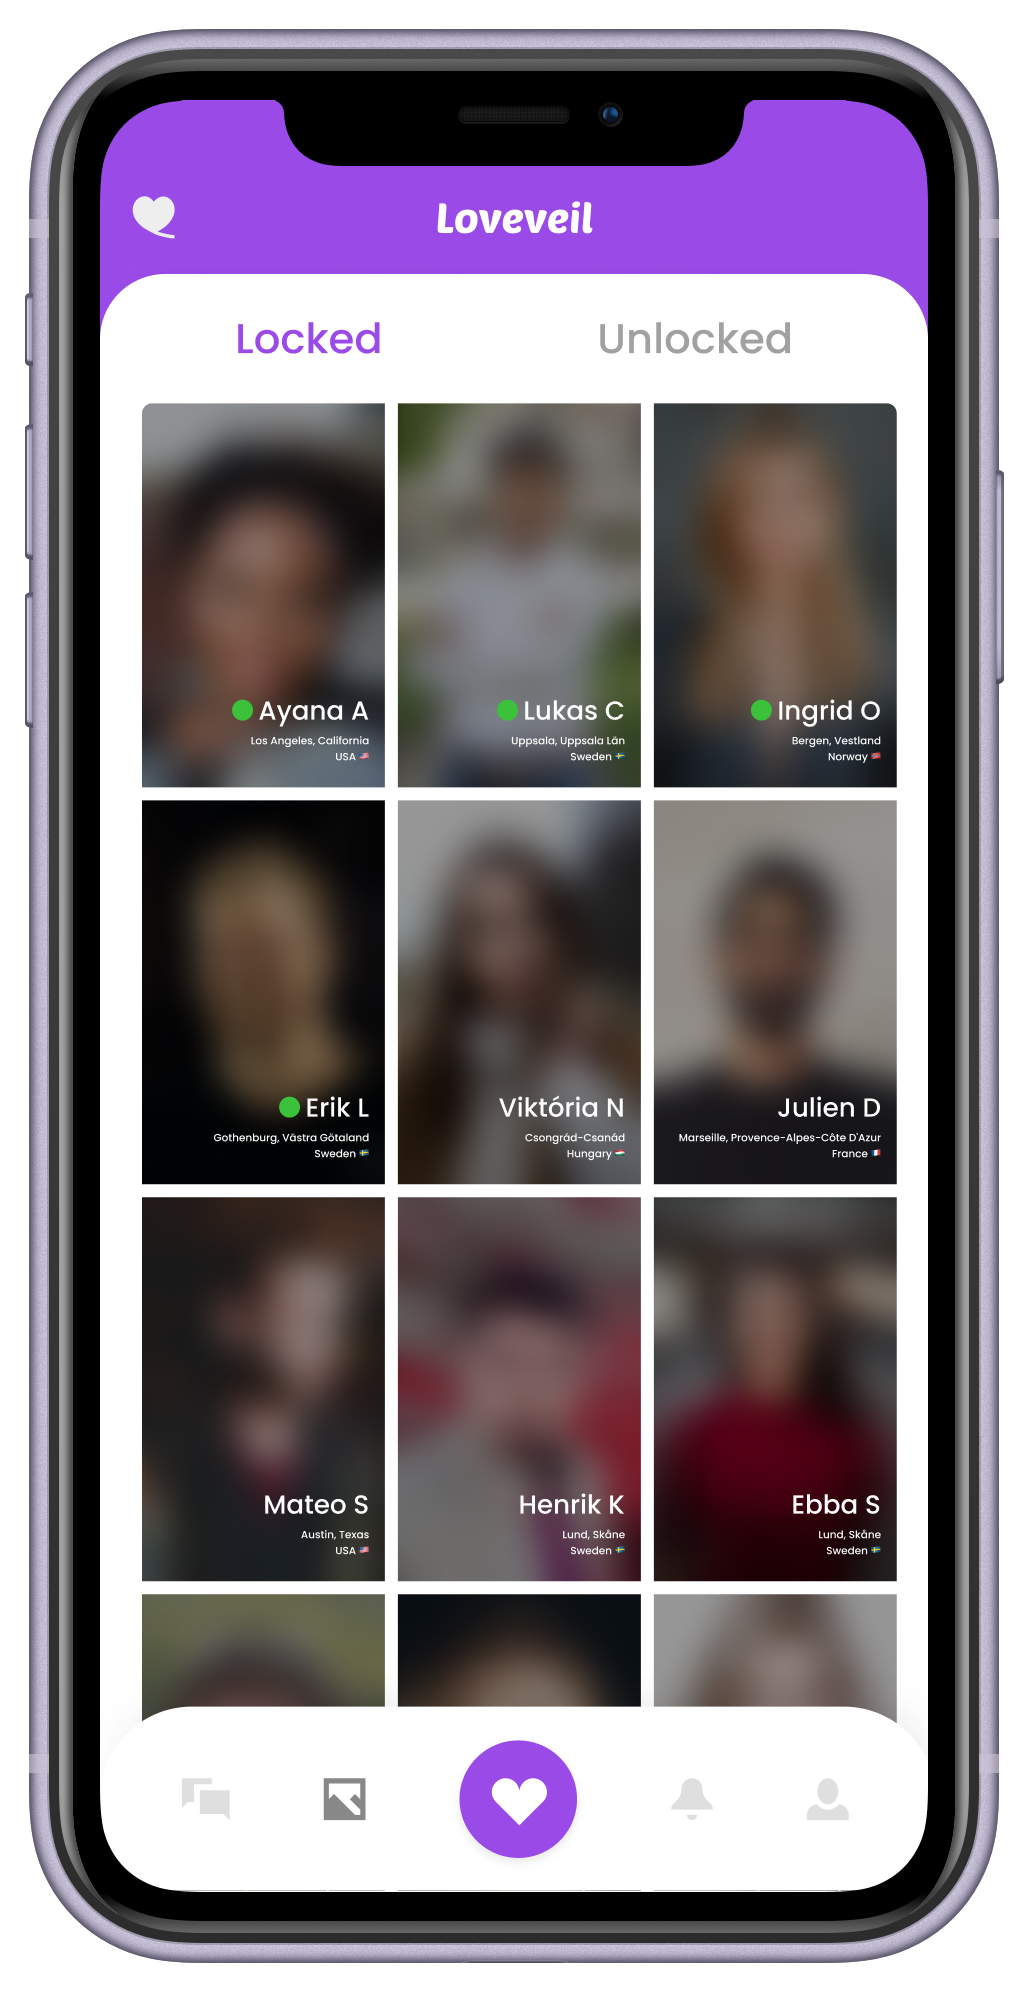 Loveveil
Locked
Unlocked
Ayana A
Los Angeles, California
USA 🇺🇸
Lukas C
Uppsala, Uppsala Län
Sweden 🇸🇪
Ingrid O
Bergen, Vestland
Norway 🇳🇴
Erik L
Gothenburg, Västra Götaland
Sweden 🇸🇪
Viktória N
Csongrád-Csanád
Hungary 🇭🇺
Julien D
Marseille, Provence-Alpes-Côte D'Azur
France 🇫🇷
Mateo S
Austin, Texas
USA 🇺🇸
Henrik K
Lund, Skåne
Sweden 🇸🇪
Ebba S
Lund, Skåne
Sweden 🇸🇪